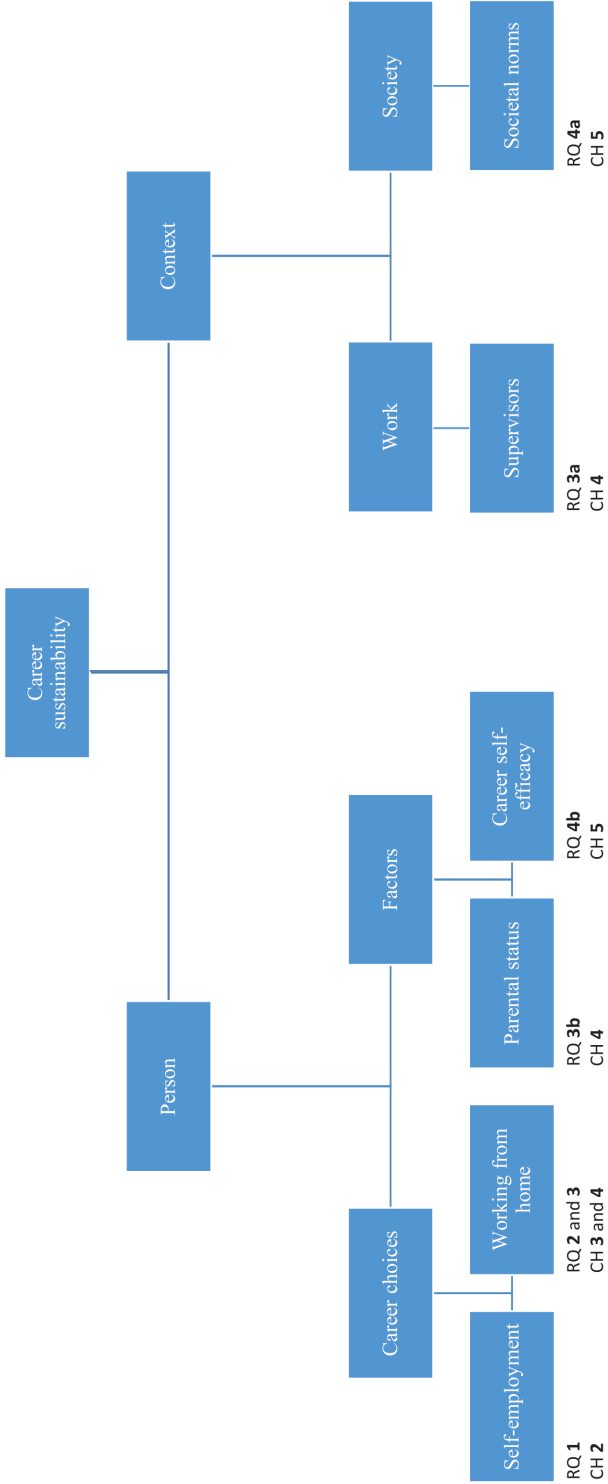 Career
sustainability
Person
Context
Career choices
Factors
Work
Society
Self-employment
Working from
home
Parental status
Career self-
efficacy
Supervisors
Societal norms
RQ 1
CH 2
RQ 2 and 3
CH 3 and 4
RQ 3b
CH 4
RQ 4b
CH 5
RQ 3a
CH 4
RQ 4a
CH 5